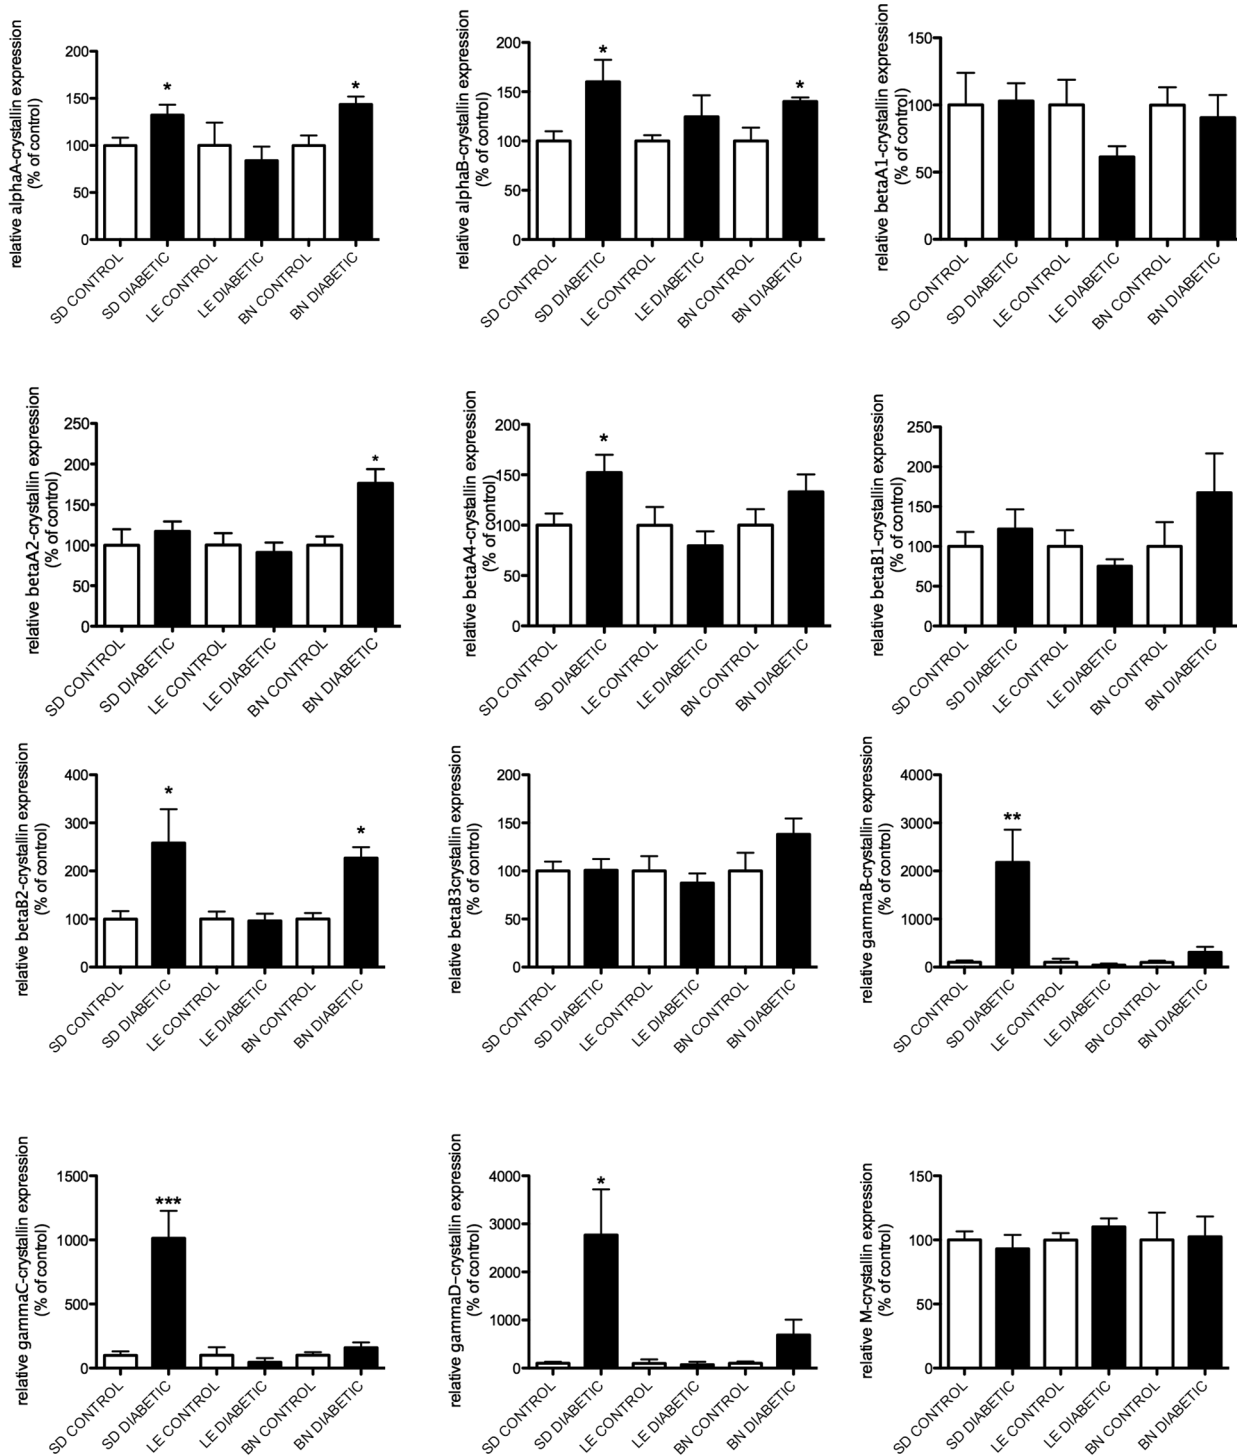 relative alphaA-crystallin expression
(% of control)
200
150
100
50
0
*
*
SD CONTROL
SD DIABETIC
LE CONTROL
LE DIABETIC
BN CONTROL
BN DIABETIC
relative alphaB-crystallin expression
(% of control)
200
150
100
50
0
*
*
SD CONTROL
SD DIABETIC
LE CONTROL
LE DIABETIC
BN CONTROL
BN DIABETIC
relative betaA1-crystallin expression
(% of control)
150
100
50
0
SD CONTROL
SD DIABETIC
LE CONTROL
LE DIABETIC
BN CONTROL
BN DIABETIC
relative betaA2-crystallin expression
(% of control)
250
200
150
100
50
0
*
SD CONTROL
SD DIABETIC
LE CONTROL
LE DIABETIC
BN CONTROL
BN DIABETIC
relative betaA4-crystallin expression
(% of control)
200
150
100
50
0
*
SD CONTROL
SD DIABETIC
LE CONTROL
LE DIABETIC
BN CONTROL
BN DIABETIC
relative betaB1-crystallin expression
(% of control)
250
200
150
100
50
0
SD CONTROL
SD DIABETIC
LE CONTROL
LE DIABETIC
BN CONTROL
BN DIABETIC
relative betaB2-crystallin expression
(% of control)
400
300
200
100
0
*
*
SD CONTROL
SD DIABETIC
LE CONTROL
LE DIABETIC
BN CONTROL
BN DIABETIC
relative betaB3crystallin expression
(% of control)
200
150
100
50
0
SD CONTROL
SD DIABETIC
LE CONTROL
LE DIABETIC
BN CONTROL
BN DIABETIC
relative gammaB-crystallin expression
(% of control)
4000
3000
2000
1000
0
**
SD CONTROL
SD DIABETIC
LE CONTROL
LE DIABETIC
BN CONTROL
BN DIABETIC
relative gammaC-crystallin expression
(% of control)
1500
1000
500
0
***
SD CONTROL
SD DIABETIC
LE CONTROL
LE DIABETIC
BN CONTROL
BN DIABETIC
relative gammaD-crystallin expression
(% of control)
4000
3000
2000
1000
0
*
SD CONTROL
SD DIABETIC
LE CONTROL
LE DIABETIC
BN CONTROL
BN DIABETIC
relative M-crystallin expression
(% of control)
150
100
50
0
SD CONTROL
SD DIABETIC
LE CONTROL
LE DIABETIC
BN CONTROL
BN DIABETIC